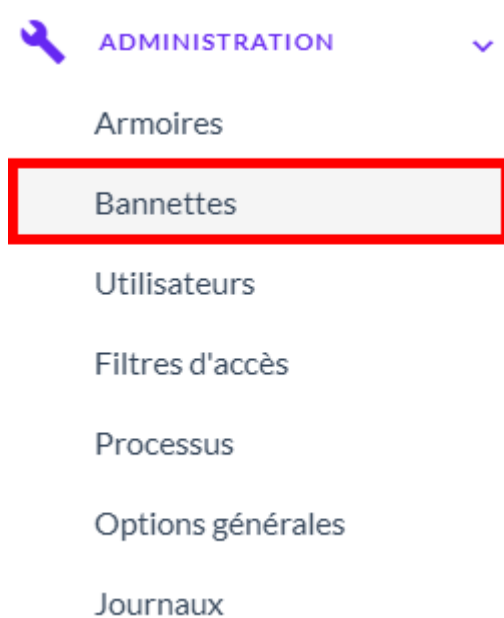 ADMINISTRATION
Armoires
Bannettes
Utilisateurs
Filtres d'accès
Processus
Options générales
Journaux